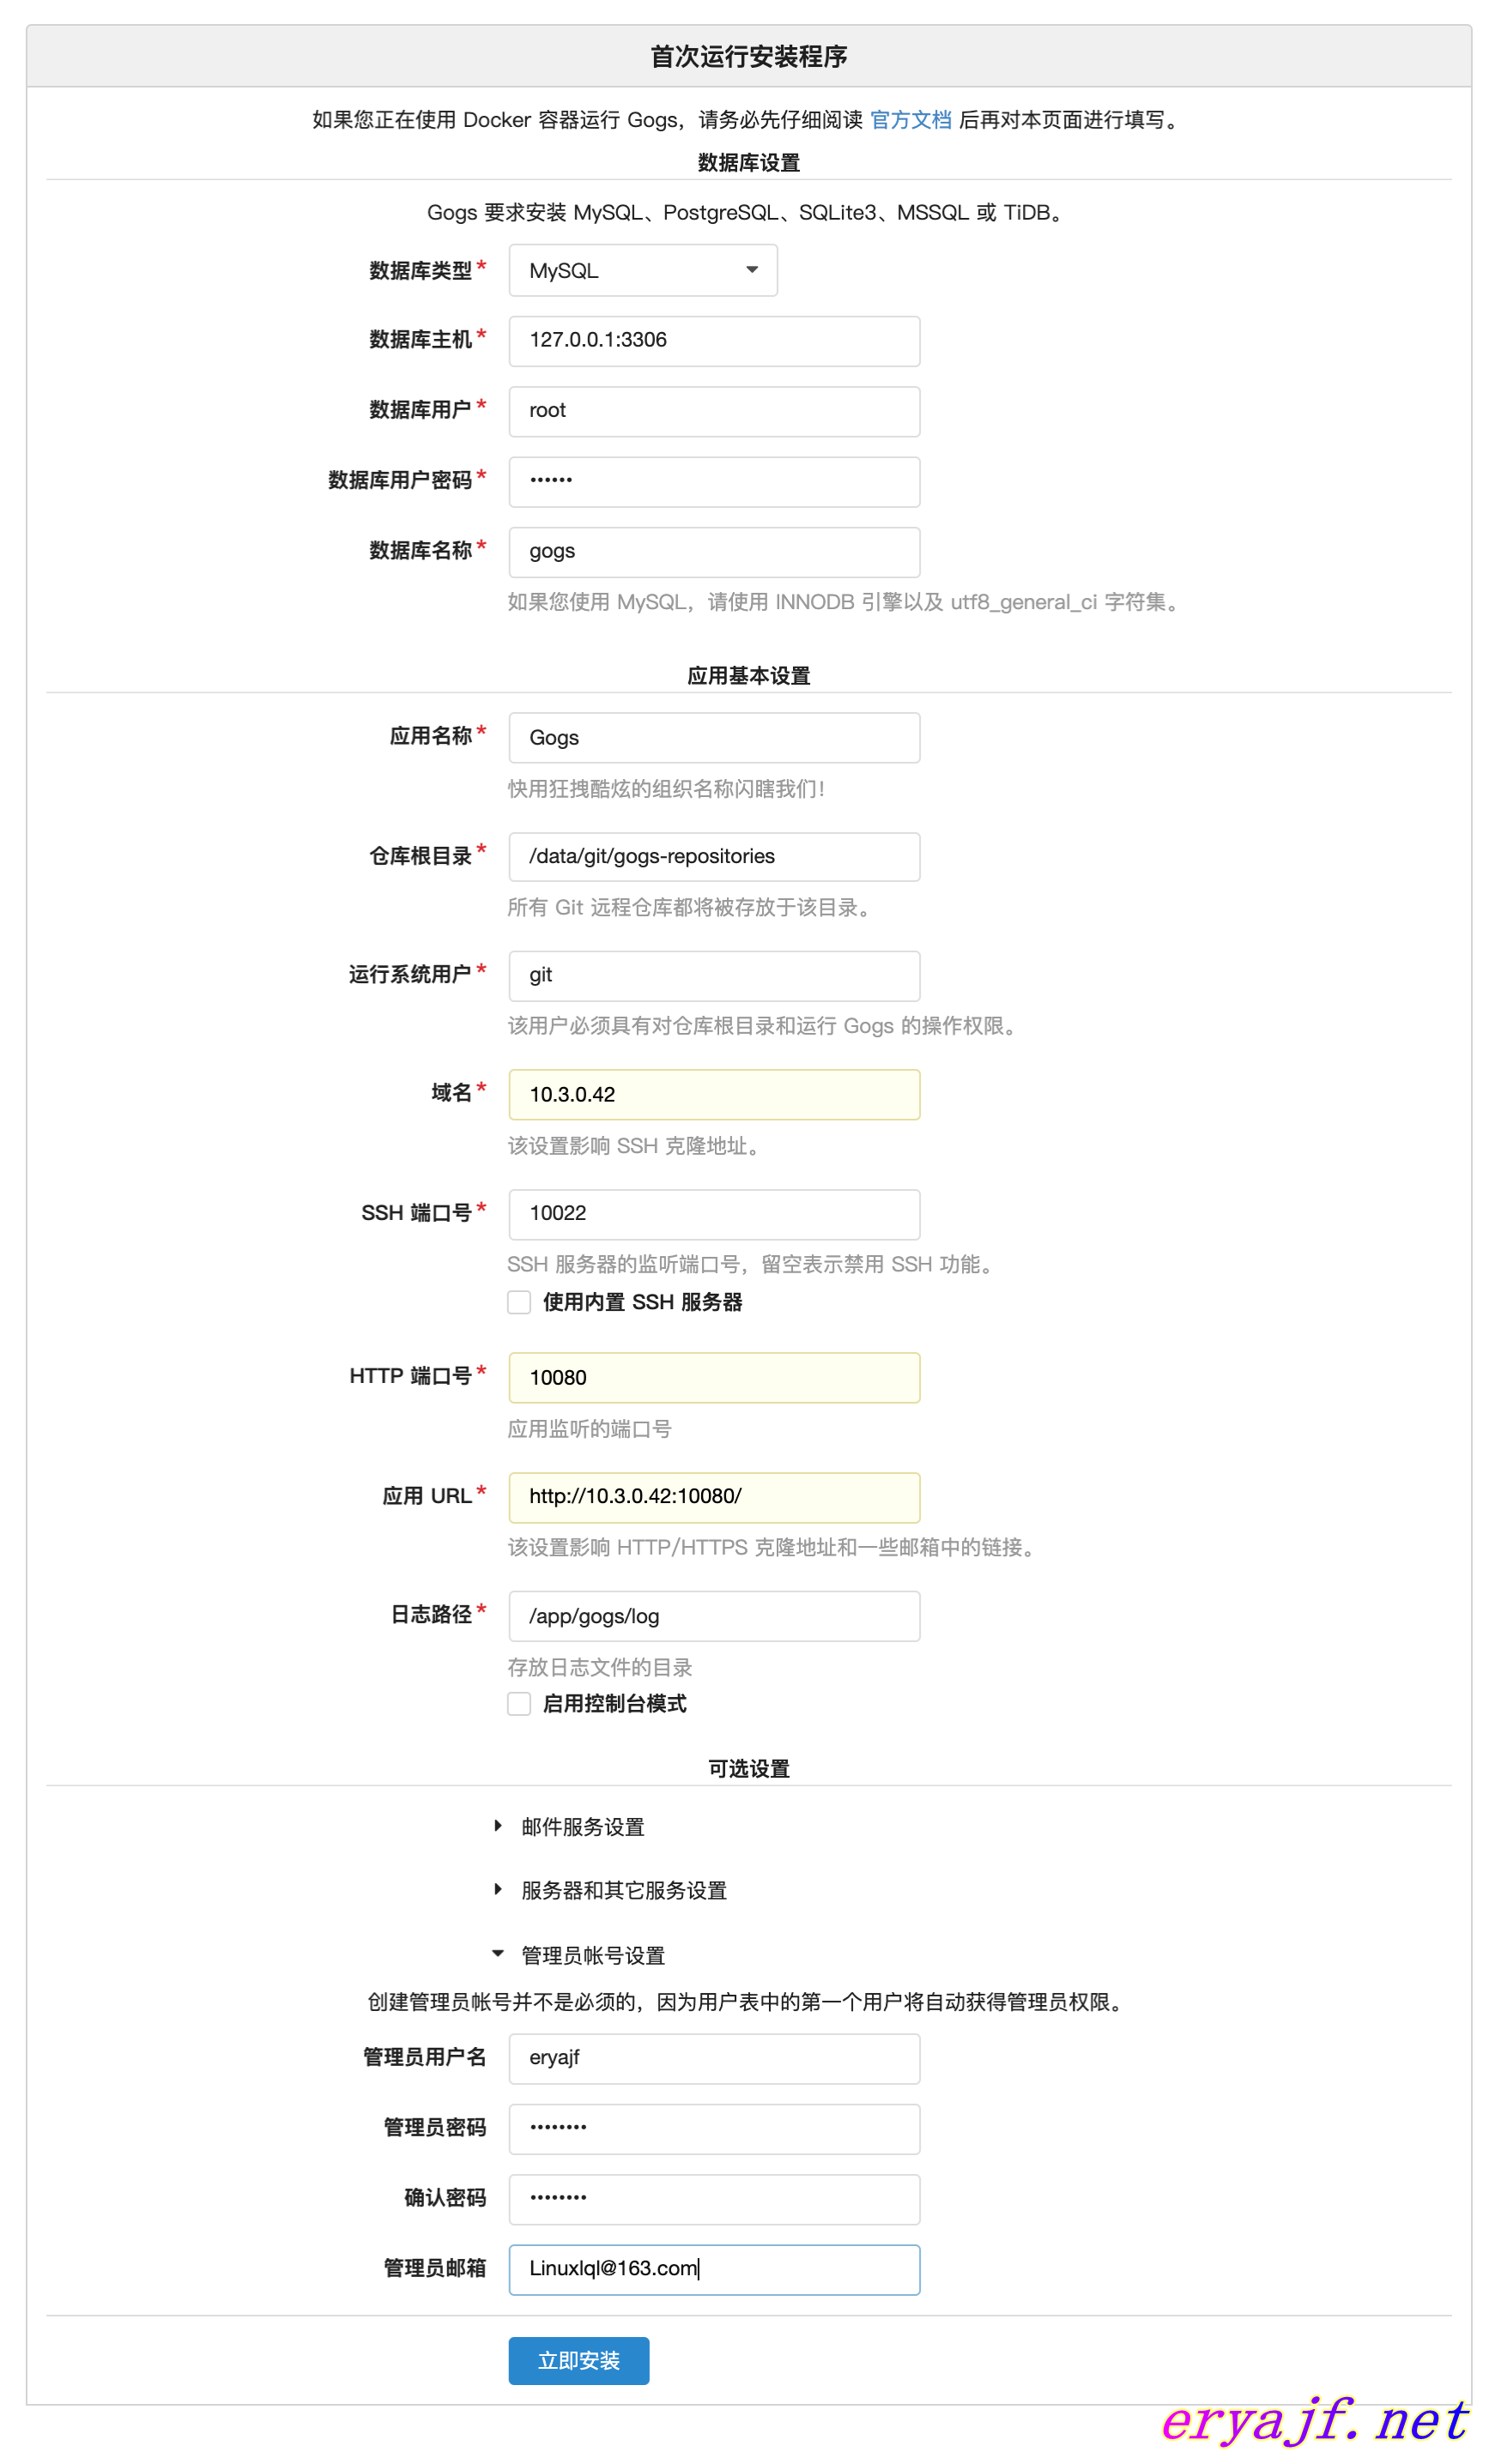 首次运行安装程序
如果您正在使用 Docker 容器运行 Gogs，请务必先仔细阅读 官方文档 后再对本页面进行填写。
数据库设置
Gogs 要求安装 MySQL、PostgreSQL、SQLite3、MSSQL 或 TiDB。
数据库类型* MySQL
数据库主机* 127.0.0.1:3306
数据库用户* root
数据库用户密码* ••••••
数据库名称* gogs
如果您使用 MySQL，请使用 INNODB 引擎以及 utf8_general_ci 字符集。
应用基本设置
应用名称* Gogs
快用狂拽酷炫的组织名称闪瞎我们！
仓库根目录* /data/git/gogs-repositories
所有 Git 远程仓库都将被存放于该目录。
运行系统用户* git
该用户必须具有对仓库根目录和运行 Gogs 的操作权限。
域名* 10.3.0.42
该设置影响 SSH 克隆地址。
SSH 端口号* 10022
SSH 服务器的监听端口号，留空表示禁用 SSH 功能。
使用内置 SSH 服务器
HTTP 端口号* 10080
应用监听的端口号
应用 URL* http://10.3.0.42:10080/
该设置影响 HTTP/HTTPS 克隆地址和一些邮箱中的链接。
日志路径* /app/gogs/log
存放日志文件的目录
启用控制台模式
可选设置
邮件服务设置
服务器和其它服务设置
管理员帐号设置
创建管理员帐号并不是必须的，因为用户表中的第一个用户将自动获得管理员权限。
管理员用户名 eryajf
管理员密码 ••••••••
确认密码 ••••••••
管理员邮箱 Linuxlql@163.com
立即安装
eryajf.net